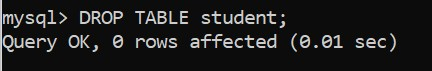 mysql> DROP TABLE student;
Query OK, 0 rows affected (0.01 sec)